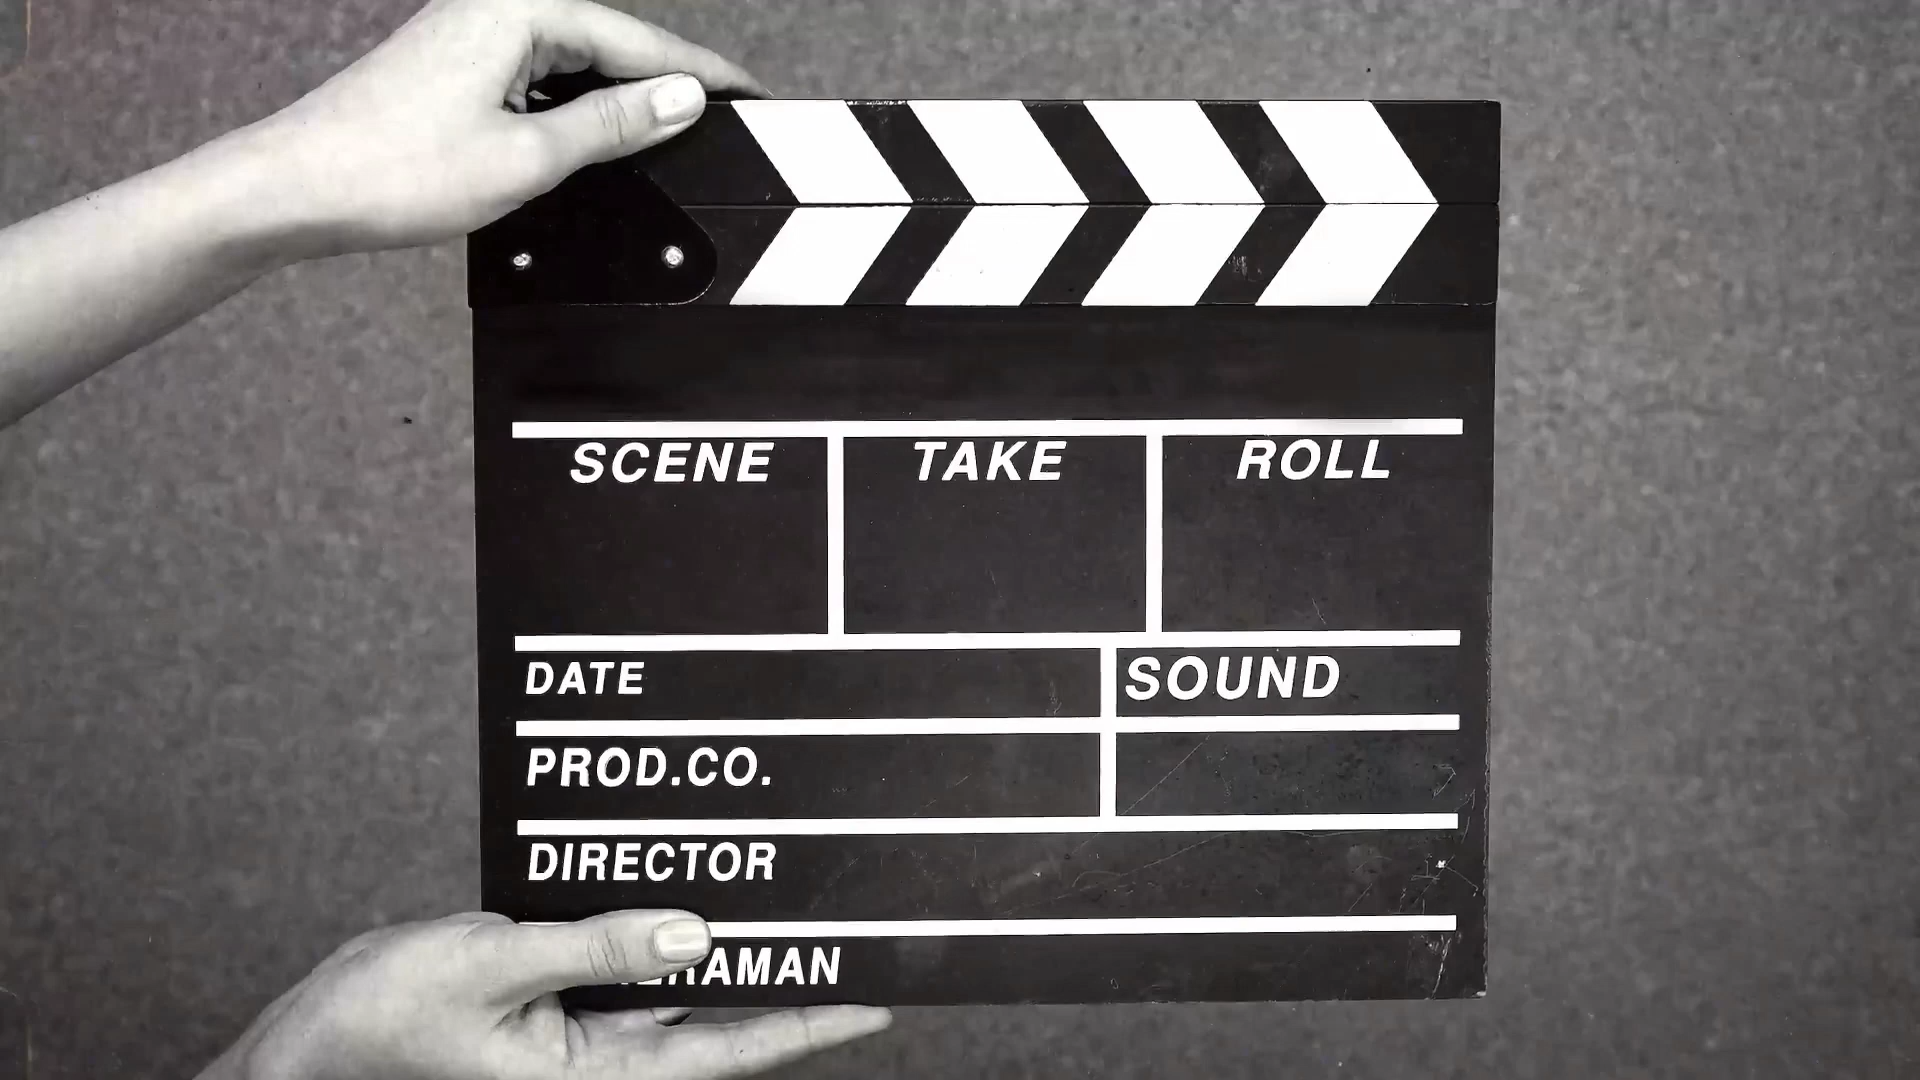 SCENE TAKE ROLL
DATE SOUND
PROD.CO.
DIRECTOR